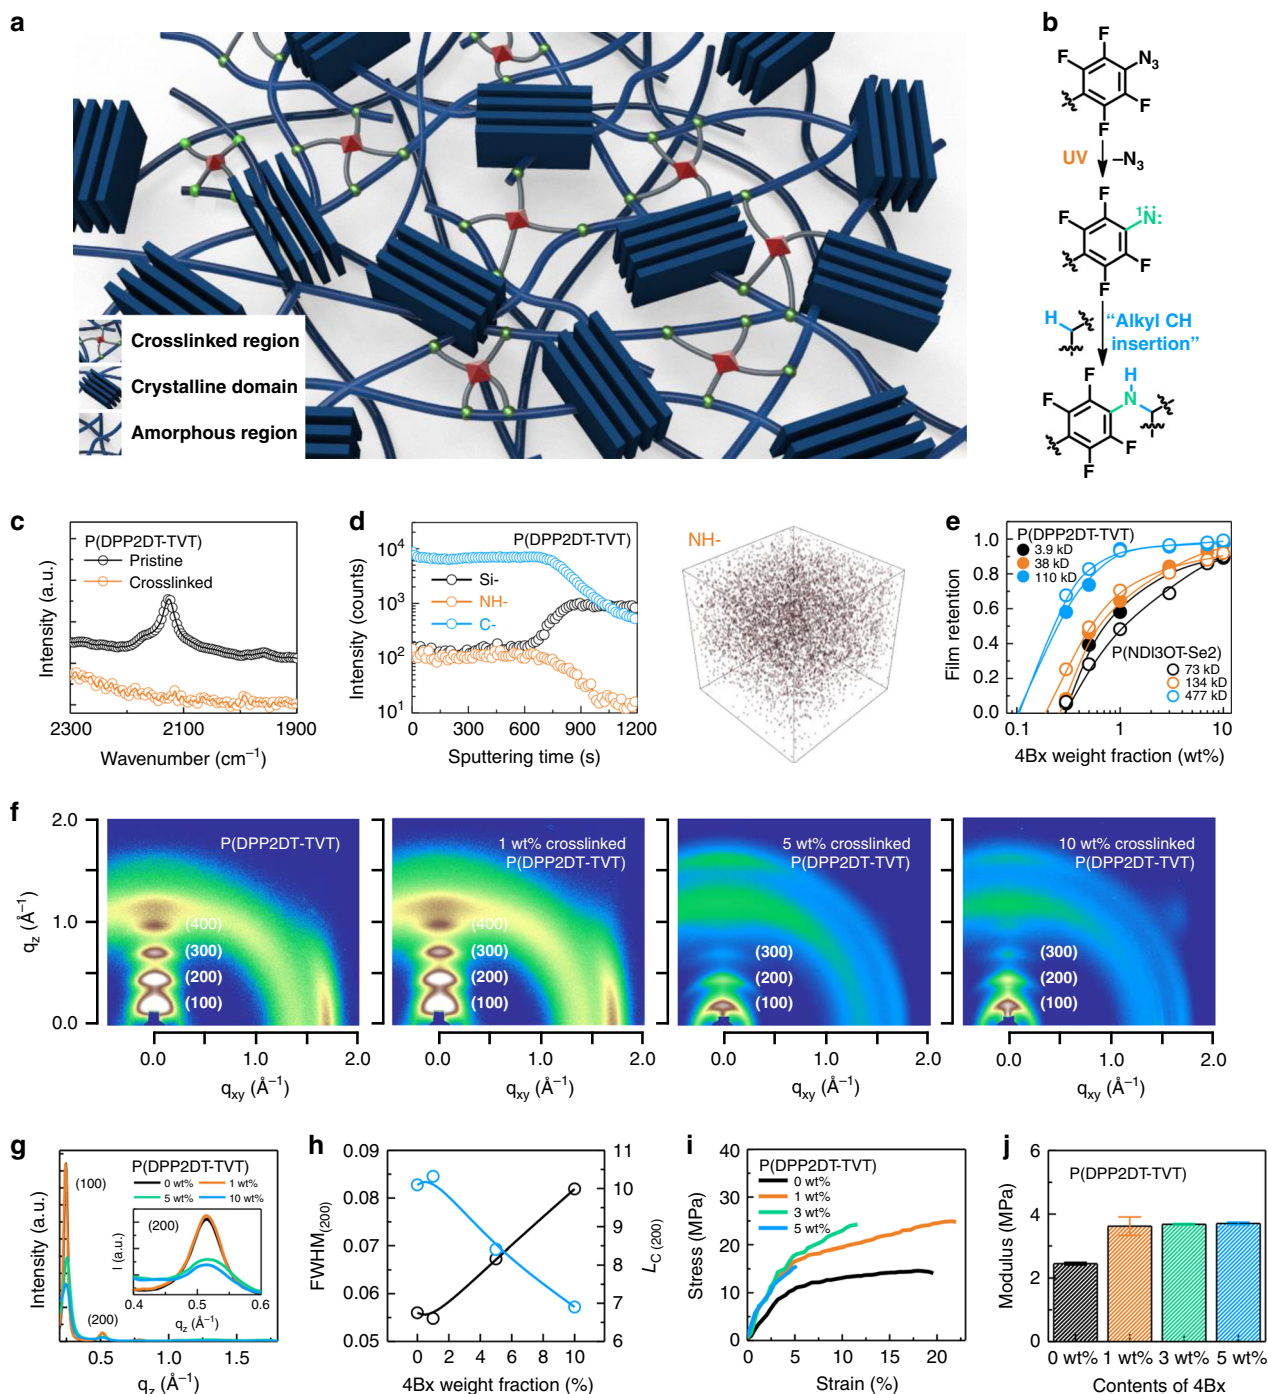 a
Crosslinked region
Crystalline domain
Amorphous region
b
F
F
N3
F
F
UV
–N3
F
F
1N:
F
F
H
“Alkyl CH
insertion”
H
F
F
N
F
F
c
P(DPP2DT-TVT)
Pristine
Crosslinked
Intensity (a.u.)
2300 2100 1900
Wavenumber (cm−1)
d
P(DPP2DT-TVT)
Si-
NH-
C-
Intensity (counts)
10^4
10^3
10^2
10^1
0 300 600 900 1200
Sputtering time (s)
NH-
e
P(DPP2DT-TVT)
3.9 kD
38 kD
110 kD
P(NDI3OT-Se2)
73 kD
134 kD
477 kD
Film retention
1.0
0.8
0.6
0.4
0.2
0.0
0.1 1 10
4Bx weight fraction (wt%)
f
2.0
1.0
0.0
qz (Å−1)
P(DPP2DT-TVT)
(400)
(300)
(200)
(100)
0.0 1.0 2.0
qxy (Å−1)
1 wt% crosslinked
P(DPP2DT-TVT)
(400)
(300)
(200)
(100)
0.0 1.0 2.0
qxy (Å−1)
5 wt% crosslinked
P(DPP2DT-TVT)
(300)
(200)
(100)
0.0 1.0 2.0
qxy (Å−1)
10 wt% crosslinked
P(DPP2DT-TVT)
(300)
(200)
(100)
0.0 1.0 2.0
qxy (Å−1)
g
P(DPP2DT-TVT)
0 wt% 1 wt%
5 wt% 10 wt%
(100)
(200)
(200)
I (a.u.)
0.4 0.5 0.6
qz (Å−1)
Intensity (a.u.)
0.5 1.0 1.5
qz (Å−1)
h
FWHM(200)
0.09
0.08
0.07
0.06
0.05
11
10
9
8
7
6
LC (200)
0 2 4 6 8 10
4Bx weight fraction (%)
i
P(DPP2DT-TVT)
0 wt%
1 wt%
3 wt%
5 wt%
Stress (MPa)
40
30
20
10
0
0 5 10 15 20
Strain (%)
j
P(DPP2DT-TVT)
Modulus (MPa)
6
4
2
0
0 wt% 1 wt% 3 wt% 5 wt%
Contents of 4Bx